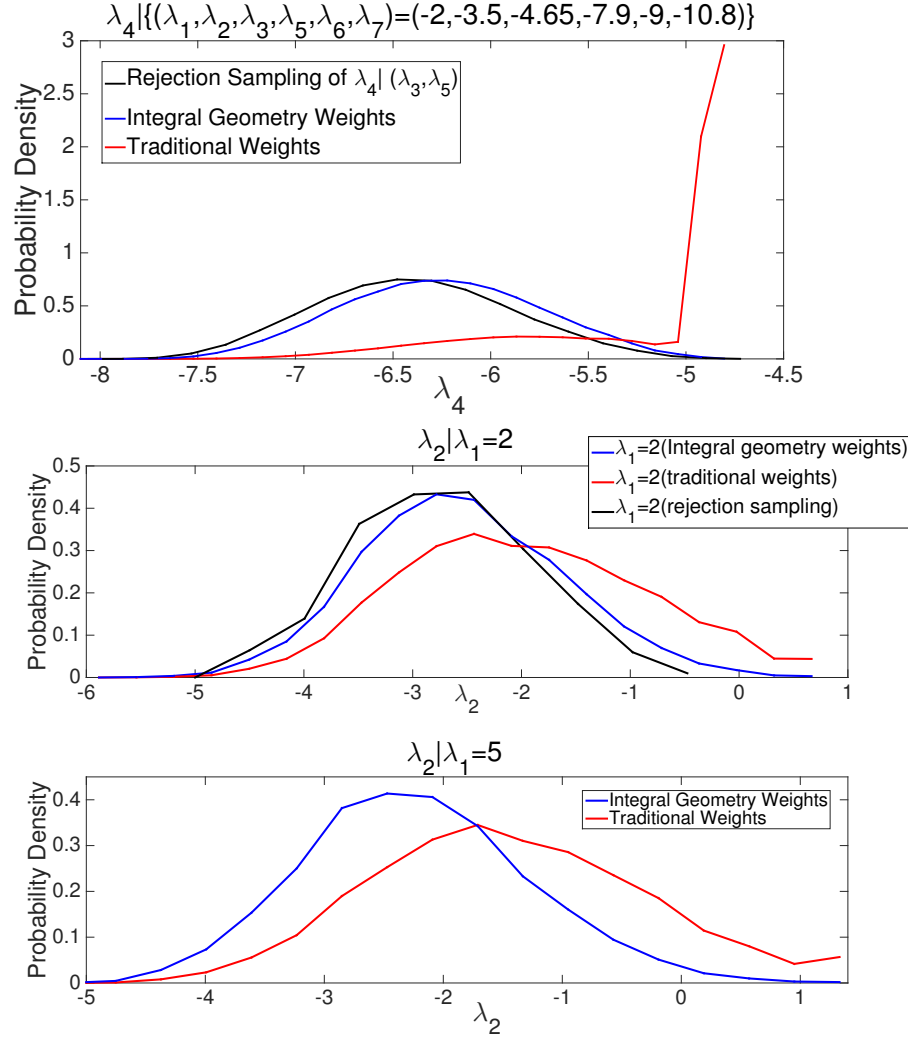 λ₄|{(λ₁,λ₂,λ₃,λ₅,λ₆,λ₇)=(-2,-3.5,-4.65,-7.9,-9,-10.8)}
3
2.5
2
1.5
1
0.5
0
Probability Density
Rejection Sampling of λ₄| (λ₃,λ₅)
Integral Geometry Weights
Traditional Weights
-8 -7.5 -7 -6.5 -6 -5.5 -5 -4.5
λ₄
λ₂|λ₁=2
λ₁=2(Integral geometry weights)
λ₁=2(traditional weights)
λ₁=2(rejection sampling)
0.5
0.4
0.3
0.2
0.1
0
Probability Density
-6 -5 -4 -3 -2 -1 0 1
λ₂
λ₂|λ₁=5
Integral Geometry Weights
Traditional Weights
0.4
0.3
0.2
0.1
0
Probability Density
-5 -4 -3 -2 -1 0 1
λ₂